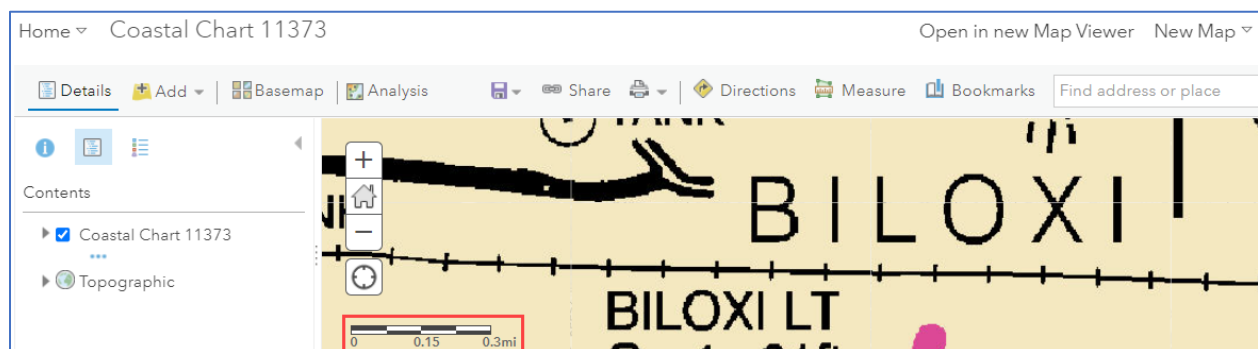 Home Coastal Chart 11373 Open in new Map Viewer New Map
Details Add Basemap Analysis Share Directions Measure Bookmarks Find address or place
TANK
Contents
BILOXI
Coastal Chart 11373
Topographic
BILOXI LT
0 0.15 0.3mi